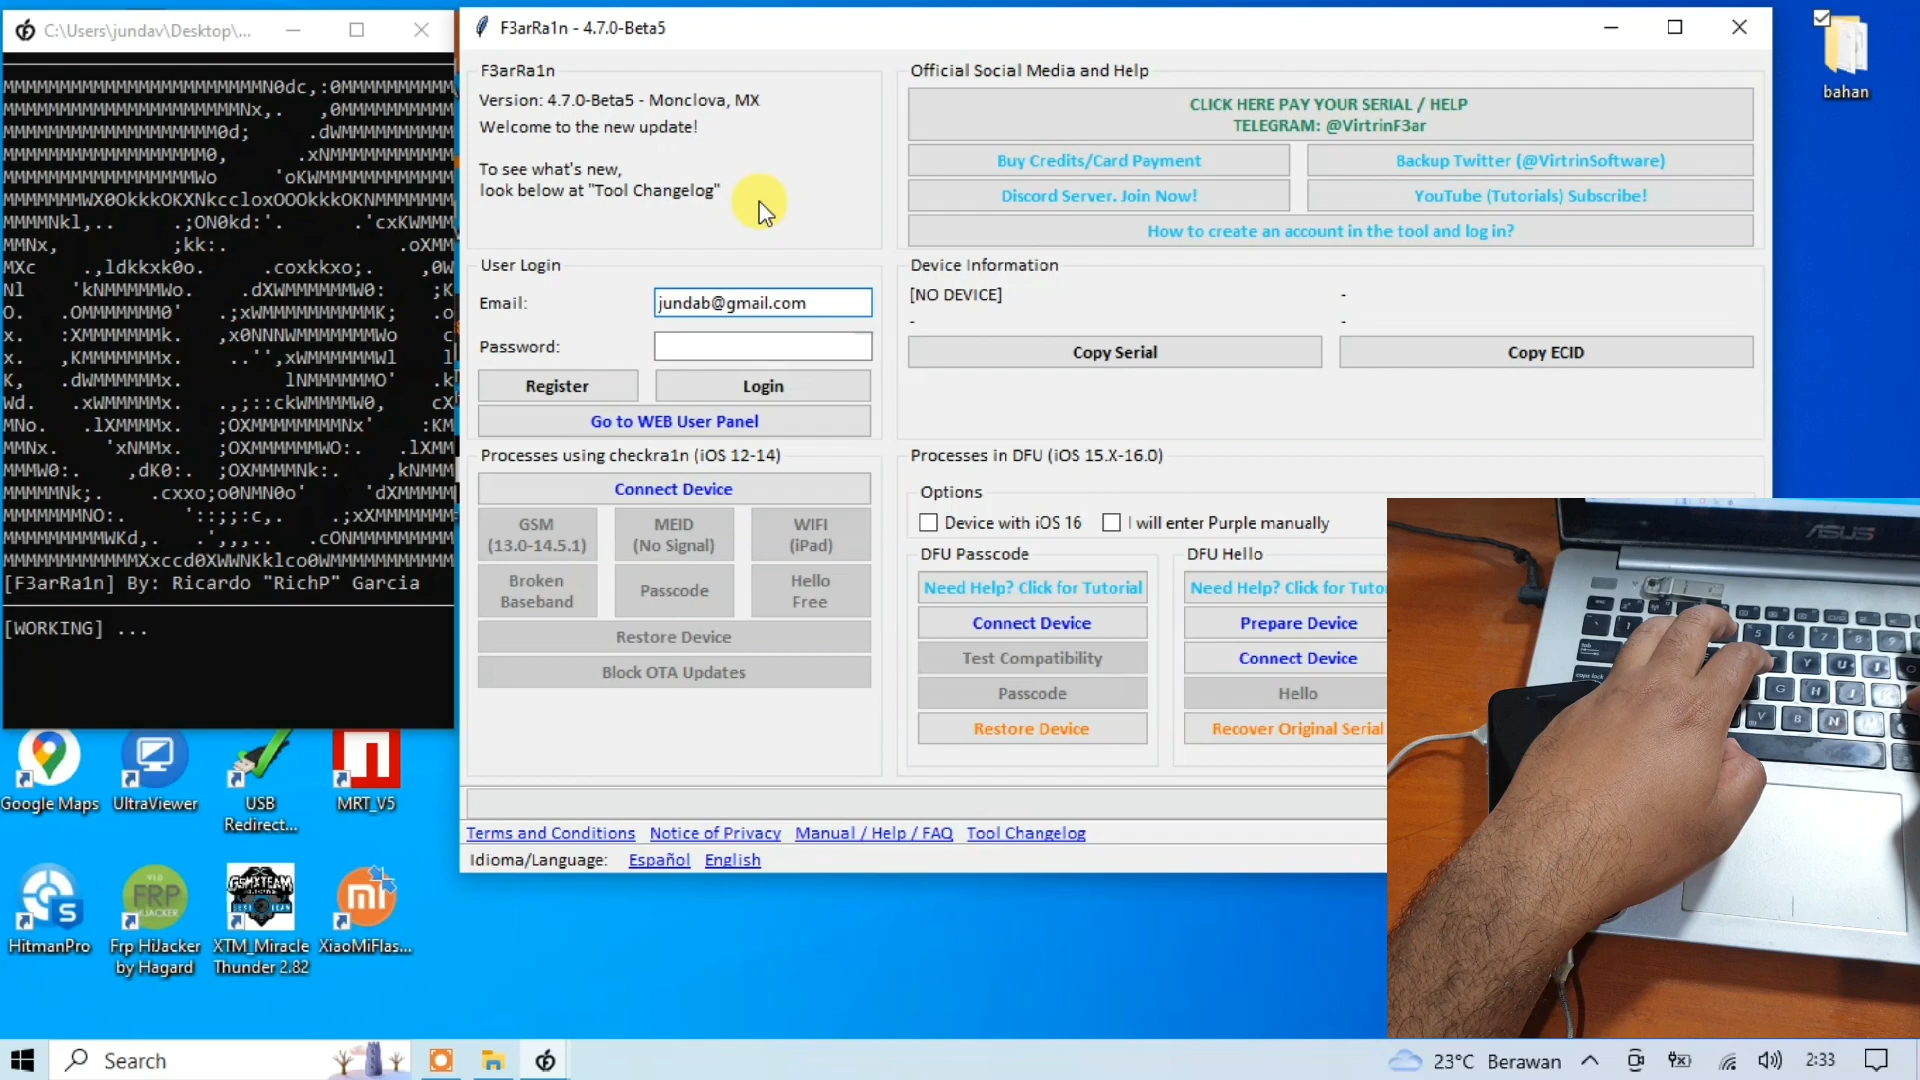 C:\Users\jundav\Desktop\...
[F3arRa1n] By: Ricardo "RichP" Garcia
[WORKING] ...
F3arRa1n - 4.7.0-Beta5
F3arRa1n
Version: 4.7.0-Beta5 - Monclova, MX
Welcome to the new update!
To see what's new,
look below at "Tool Changelog"
Official Social Media and Help
CLICK HERE PAY YOUR SERIAL / HELP
TELEGRAM: @VirtrinF3ar
Buy Credits/Card Payment
Backup Twitter (@VirtrinSoftware)
Discord Server. Join Now!
YouTube (Tutorials) Subscribe!
How to create an account in the tool and log in?
User Login
Email:
jundab@gmail.com
Password:
Register
Login
Go to WEB User Panel
Device Information
[NO DEVICE]
-
-
-
Copy Serial
Copy ECID
Processes using checkra1n (iOS 12-14)
Connect Device
GSM
(13.0-14.5.1)
MEID
(No Signal)
WIFI
(iPad)
Broken
Baseband
Passcode
Hello
Free
Restore Device
Block OTA Updates
Processes in DFU (iOS 15.X-16.0)
Options
Device with iOS 16
I will enter Purple manually
DFU Passcode
Need Help? Click for Tutorial
Connect Device
Test Compatibility
Passcode
Restore Device
DFU Hello
Need Help? Click for Tutor
Prepare Device
Connect Device
Hello
Recover Original Serial
Terms and Conditions
Notice of Privacy
Manual / Help / FAQ
Tool Changelog
Idioma/Language:
Español
English
bahan
Google Maps
UltraViewer
USB
Redirect...
MRT_V5
HitmanPro
Frp HiJacker
by Hagard
XTM_Miracle
Thunder 2.82
XiaoMiFlas...
ASUS
Search
23°C Berawan
2:33